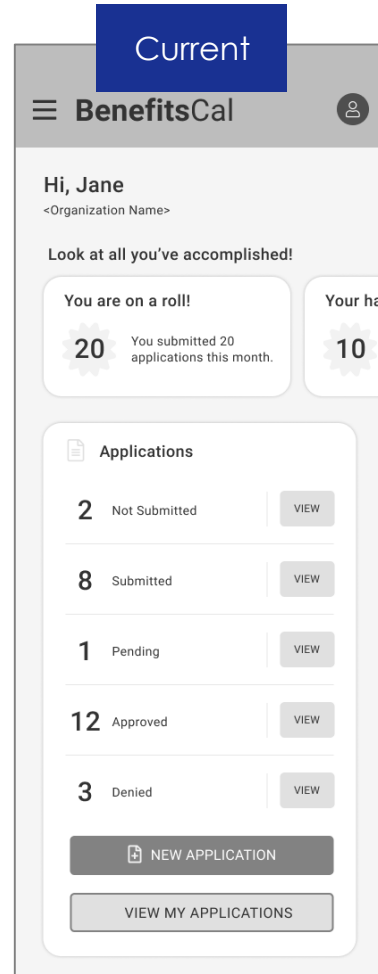 Current
BenefitsCal
Hi, Jane
<Organization Name>
Look at all you've accomplished!
You are on a roll!
20
You submitted 20
applications this month.
Your ha
10
Applications
2 Not Submitted VIEW
8 Submitted VIEW
1 Pending VIEW
12 Approved VIEW
3 Denied VIEW
NEW APPLICATION
VIEW MY APPLICATIONS